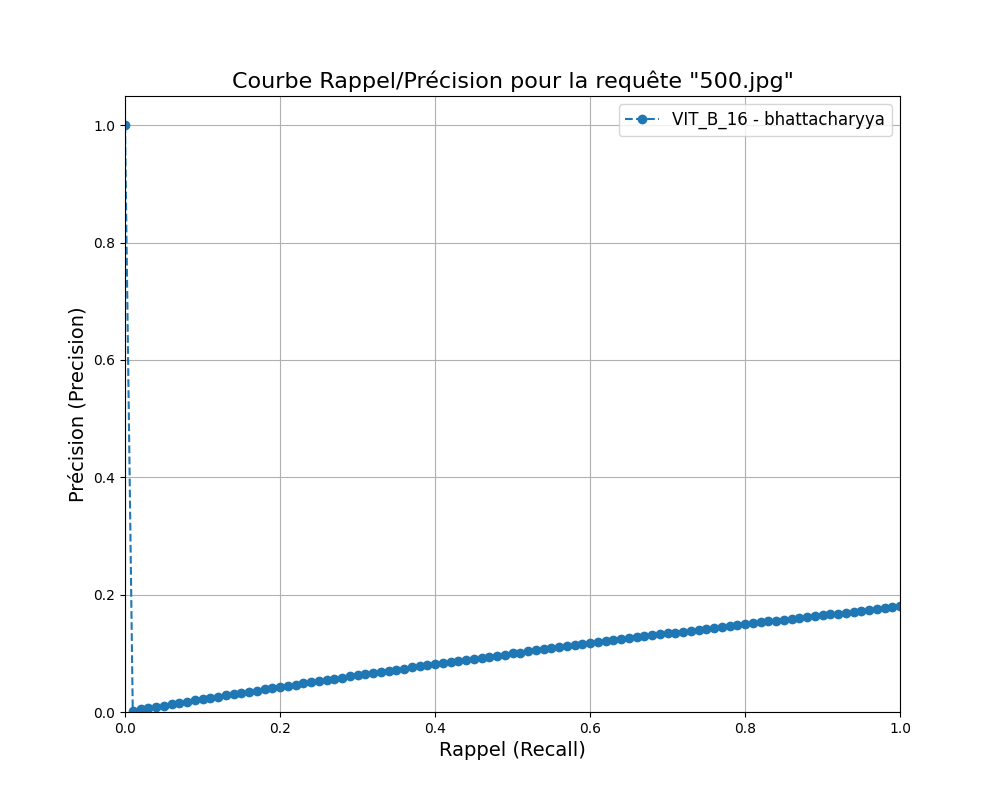 Courbe Rappel/Précision pour la requête "500.jpg"
VIT_B_16 - bhattacharyya
1.0
0.8
0.6
0.4
0.2
0.0
Précision (Precision)
0.0 0.2 0.4 0.6 0.8 1.0
Rappel (Recall)